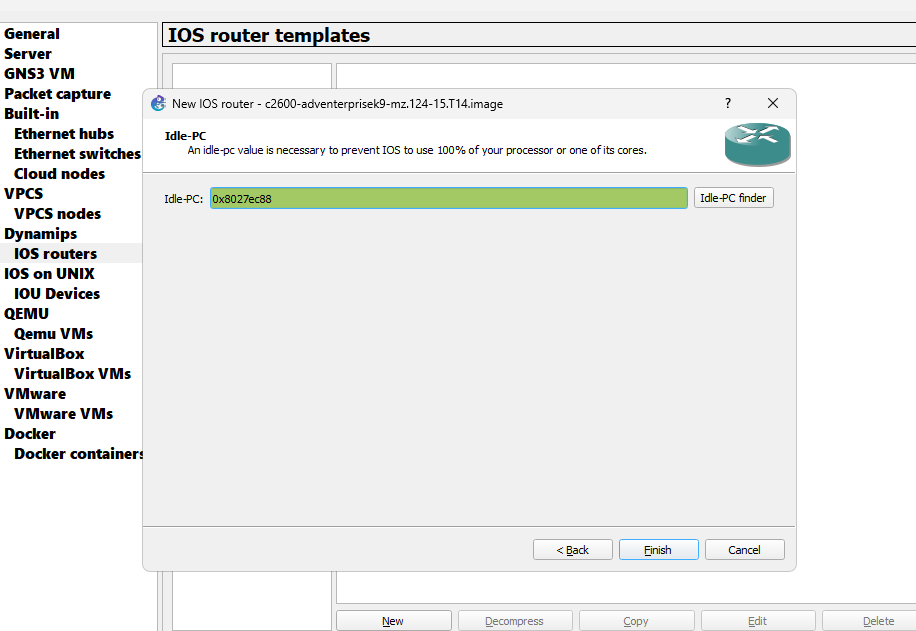 IOS router templates
General
Server
GNS3 VM
Packet capture
Built-in
Ethernet hubs
Ethernet switches
Cloud nodes
VPCS
VPCS nodes
Dynamips
IOS routers
IOS on UNIX
IOU Devices
QEMU
Qemu VMs
VirtualBox
VirtualBox VMs
VMware
VMware VMs
Docker
Docker containers
New IOS router - c2600-adventerprisek9-mz.124-15.T14.image
?
Idle-PC
An idle-pc value is necessary to prevent IOS to use 100% of your processor or one of its cores.
Idle-PC: 0x8027ec88 Idle-PC finder
< Back Finish Cancel
New Decompress Copy Edit Delete